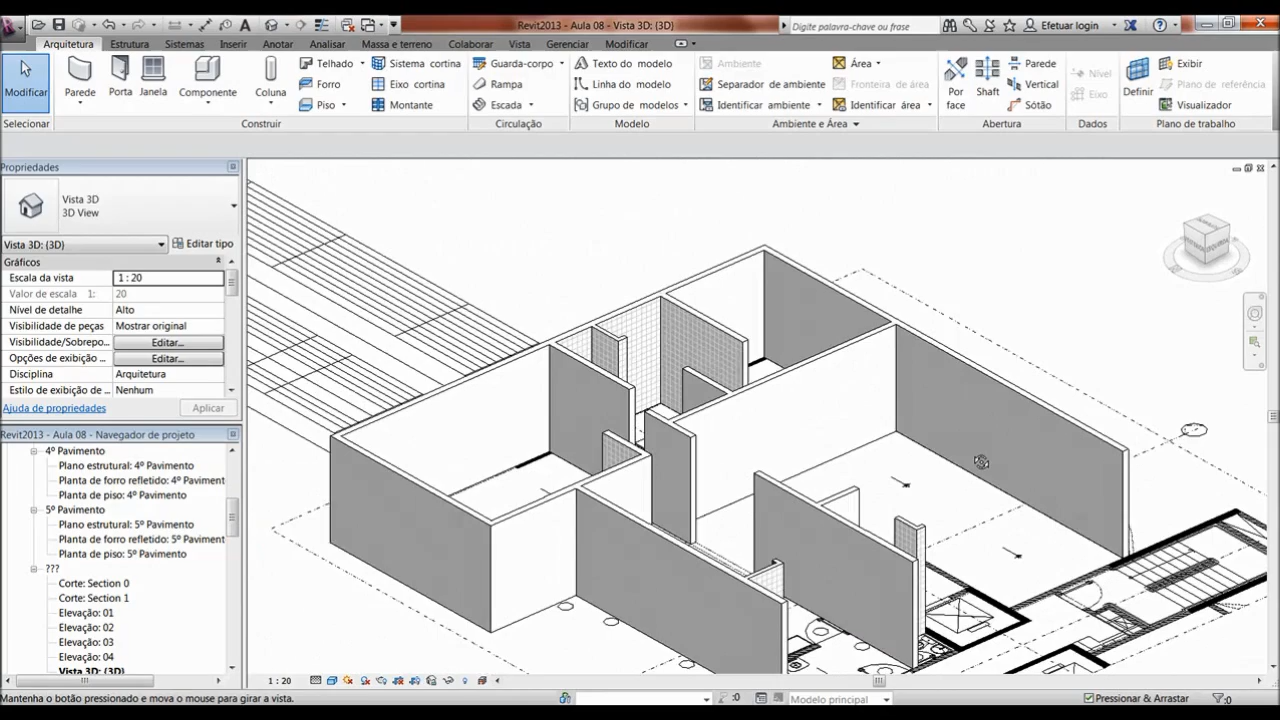 Revit2013 - Aula 08 - Vista 3D: {3D}
Digite palavra-chave ou frase
Efetuar login
Arquitetura Estrutura Sistemas Inserir Anotar Analisar Massa e terreno Colaborar Vista Gerenciar Modificar
Modificar
Parede
Porta
Janela
Componente
Coluna
Telhado
Forro
Piso
Sistema cortina
Eixo cortina
Montante
Guarda-corpo
Rampa
Escada
Texto do modelo
Linha do modelo
Grupo de modelos
Ambiente
Separador de ambiente
Identificar ambiente
Área
Fronteira de área
Identificar área
Por face
Shaft
Parede
Vertical
Sótão
Nível
Eixo
Definir
Exibir
Plano de referência
Visualizador
Selecionar Construir Circulação Modelo Ambiente e Área Abertura Dados Plano de trabalho
Propriedades
Vista 3D
3D View
Vista 3D: {3D} Editar tipo
Gráficos
Escala da vista 1 : 20
Valor de escala 1: 20
Nível de detalhe Alto
Visibilidade de peças Mostrar original
Visibilidade/Sobrepo... Editar...
Opções de exibição ... Editar...
Disciplina Arquitetura
Estilo de exibição de ... Nenhum
Ajuda de propriedades Aplicar
Revit2013 - Aula 08 - Navegador de projeto
4º Pavimento
Plano estrutural: 4º Pavimento
Planta de forro refletido: 4º Pavimento
Planta de piso: 4º Pavimento
5º Pavimento
Plano estrutural: 5º Pavimento
Planta de forro refletido: 5º Paviment
Planta de piso: 5º Pavimento
???
Corte: Section 0
Corte: Section 1
Elevação: 01
Elevação: 02
Elevação: 03
Elevação: 04
Vista 3D: {3D}
1 : 20
Mantenha o botão pressionado e mova o mouse para girar a vista.
:0
Modelo principal
Pressionar & Arrastar
:0